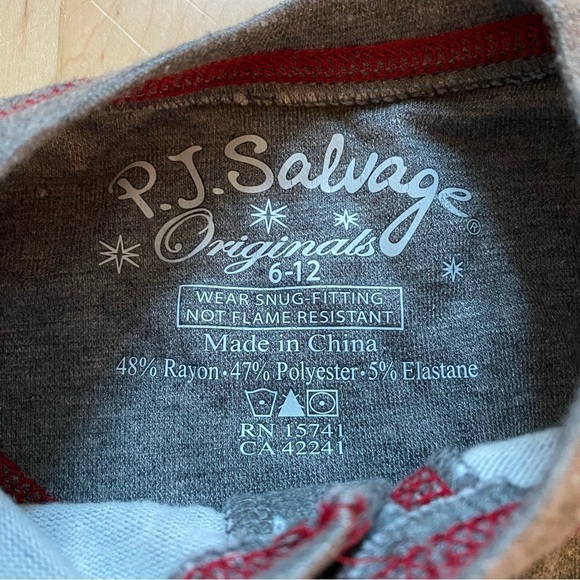 P.J.Salvage®
Originals
6-12
WEAR SNUG-FITTING
NOT FLAME RESISTANT
Made in China
48% Rayon•47% Polyester•5% Elastane
RN 15741
CA 42241